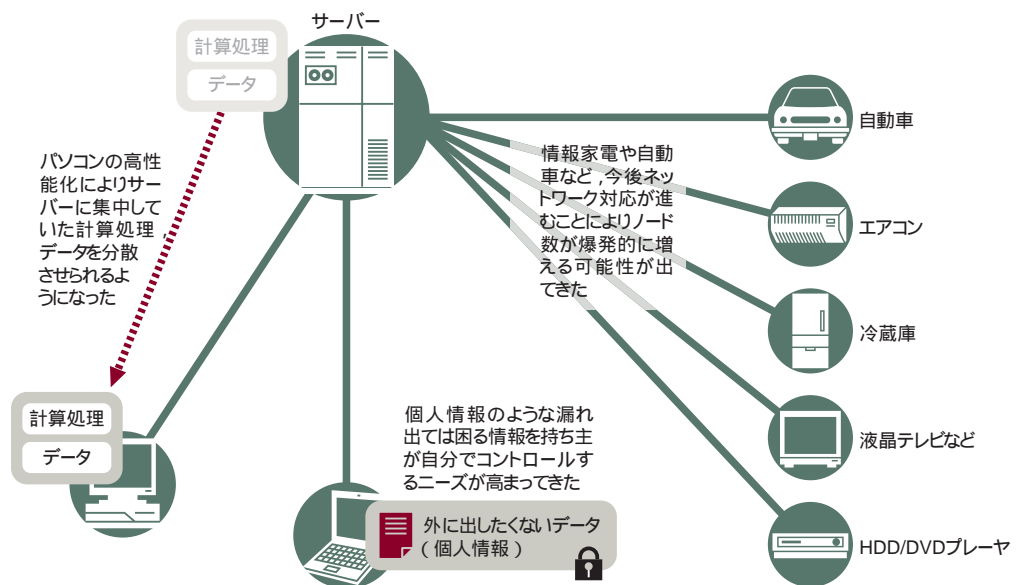 サーバー
計算処理
データ
パソコンの高性
能化によりサー
バーに集中して
いた計算処理,
データを分散
させられるよ
うになった
計算処理
データ
情報家電や自動
車など,今後ネッ
トワーク対応が進
むことによりノード
数が爆発的に増
える可能性が出
てきた
個人情報のような漏れ
出ては困る情報を持ち主
が自分でコントロールす
るニーズが高まってきた
外に出したくないデータ
(個人情報)
自動車
エアコン
冷蔵庫
液晶テレビなど
HDD/DVDプレーヤ